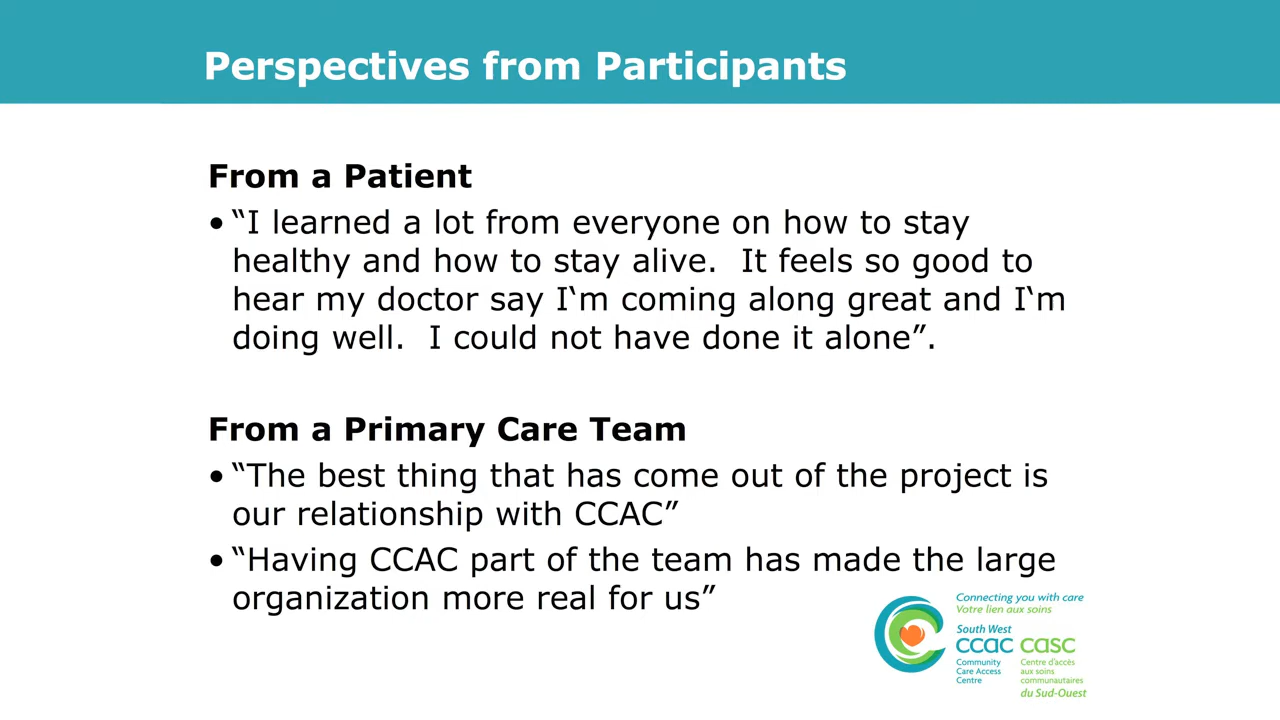 Perspectives from Participants
From a Patient
• “I learned a lot from everyone on how to stay
healthy and how to stay alive.  It feels so good to
hear my doctor say I‘m coming along great and I‘m
doing well.  I could not have done it alone”.
From a Primary Care Team
• “The best thing that has come out of the project is
our relationship with CCAC”
• “Having CCAC part of the team has made the large
organization more real for us”
Connecting you with care
Votre lien aux soins
South West
ccac casc
Community
Care Access
Centre
Centre d'accès
aux soins
communautaires
du Sud-Ouest